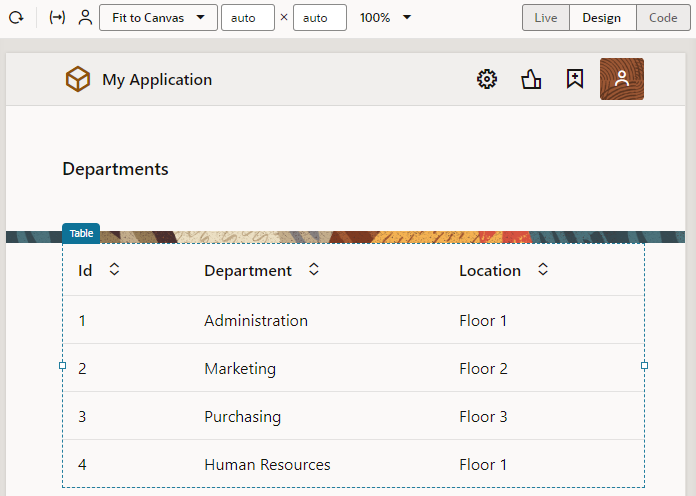 Fit to Canvas auto × auto 100% Live Design Code
My Application
Departments
Table
Id Department Location
1 Administration Floor 1
2 Marketing Floor 2
3 Purchasing Floor 3
4 Human Resources Floor 1